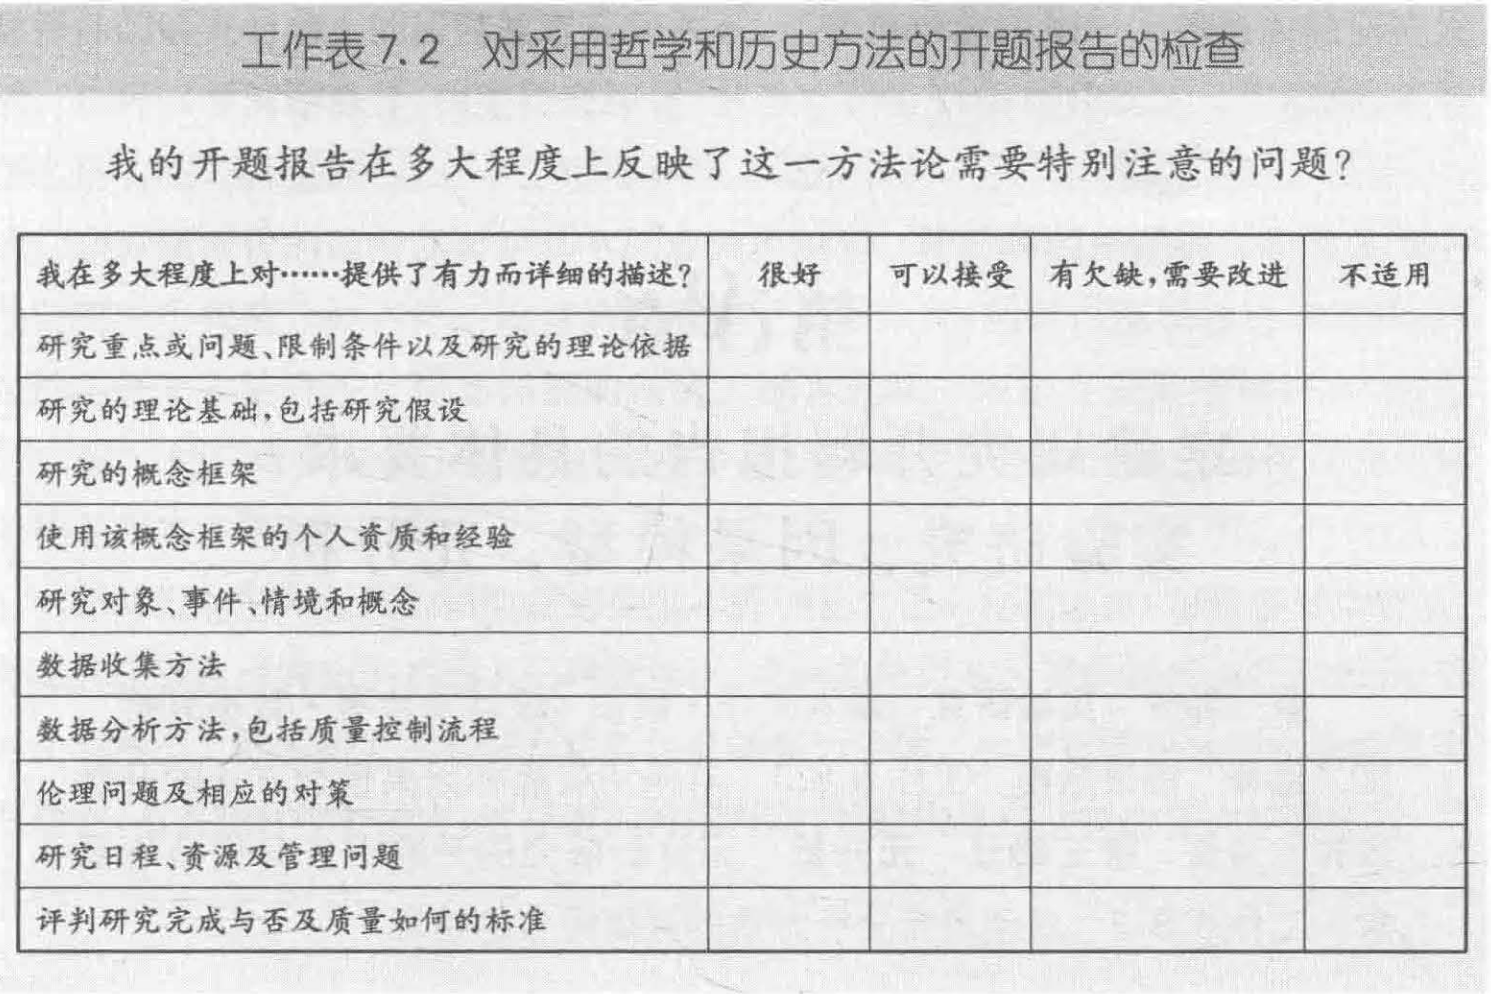 工作表7.2 对采用哲学和历史方法的开题报告的检查
我的开题报告在多大程度上反映了这一方法论需要特别注意的问题?
我在多大程度上对……提供了有力而详细的描述? 很好 可以接受 有欠缺,需要改进 不适用
研究重点或问题、限制条件以及研究的理论依据
研究的理论基础,包括研究假设
研究的概念框架
使用该概念框架的个人资质和经验
研究对象、事件、情境和概念
数据收集方法
数据分析方法,包括质量控制流程
伦理问题及相应的对策
研究日程、资源及管理问题
评判研究完成与否及质量如何的标准